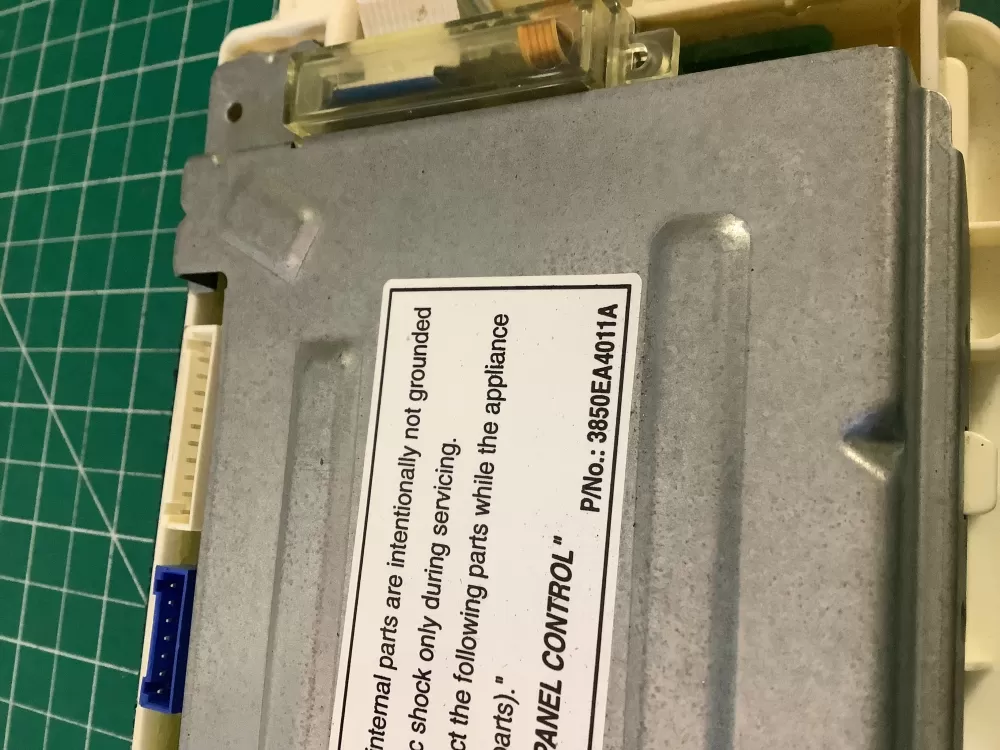 internal parts are intentionally not grounded
c shock only during servicing.
ct the following parts while the appliance
parts)."
PANEL CONTROL"
P/No.: 3850EA4011A